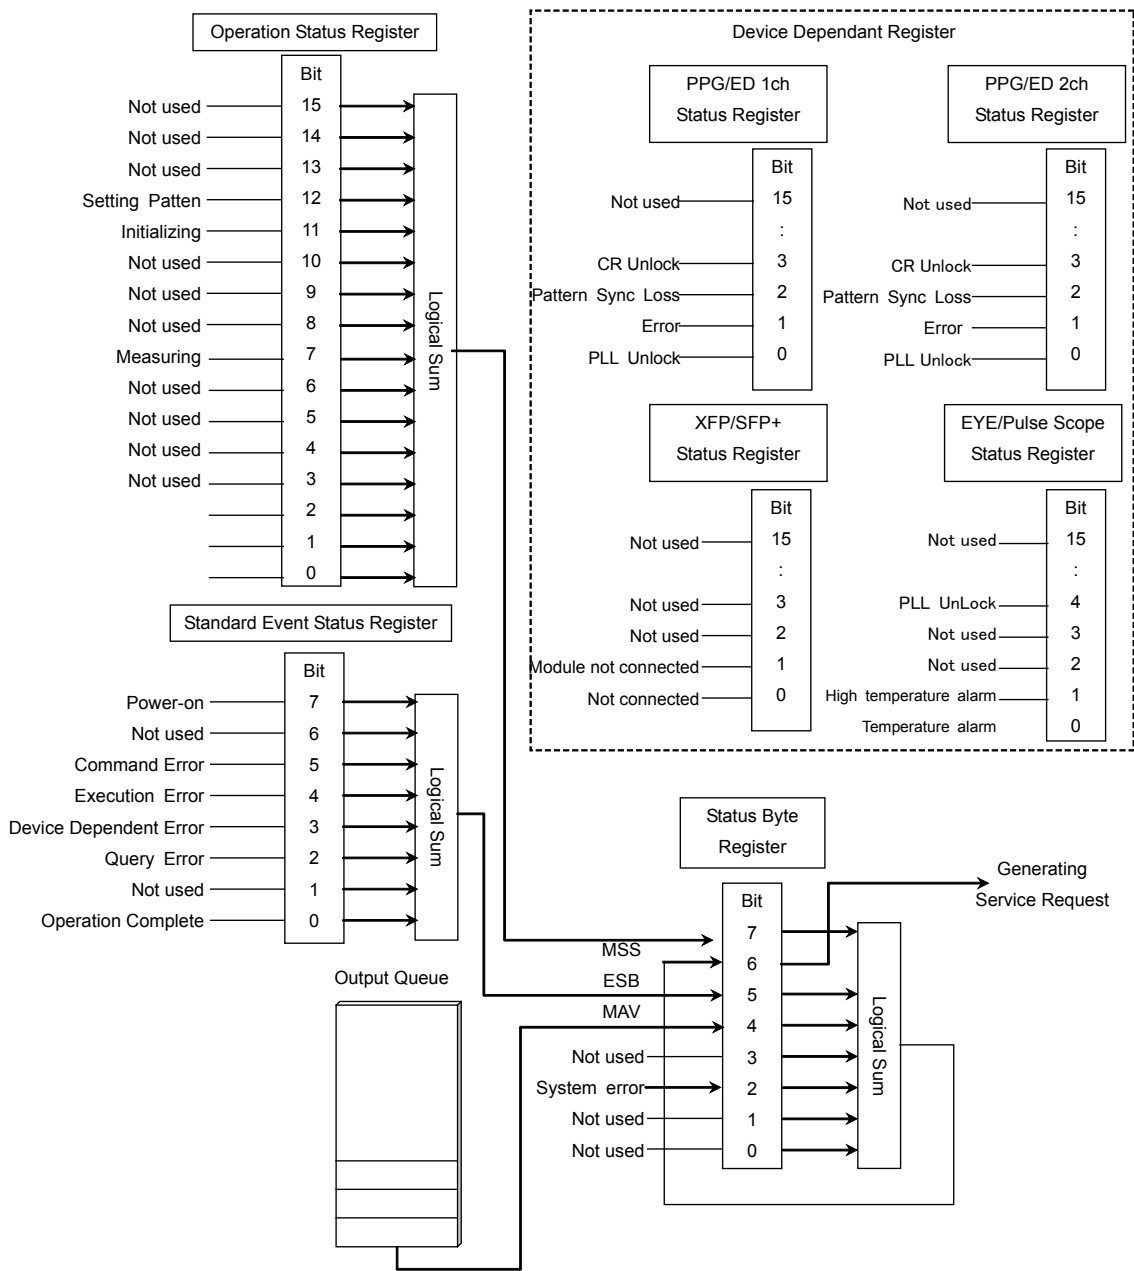 Operation Status Register
Bit
Not used 15
Not used 14
Not used 13
Setting Patten 12
Initializing 11
Not used 10
Not used 9
Not used 8
Measuring 7
Not used 6
Not used 5
Not used 4
Not used 3
2
1
0
Logical Sum
Standard Event Status Register
Bit
Power-on 7
Not used 6
Command Error 5
Execution Error 4
Device Dependent Error 3
Query Error 2
Not used 1
Operation Complete 0
Logical Sum
Output Queue
Device Dependant Register
PPG/ED 1ch
Status Register
Bit
Not used 15
:
CR Unlock 3
Pattern Sync Loss 2
Error 1
PLL Unlock 0
PPG/ED 2ch
Status Register
Bit
Not used 15
:
CR Unlock 3
Pattern Sync Loss 2
Error 1
PLL Unlock 0
XFP/SFP+
Status Register
Bit
Not used 15
:
Not used 3
Not used 2
Module not connected 1
Not connected 0
EYE/Pulse Scope
Status Register
Bit
Not used 15
:
PLL UnLock 4
Not used 3
Not used 2
High temperature alarm 1
Temperature alarm 0
Status Byte
Register
Bit
7
MSS 6
ESB 5
MAV 4
Not used 3
System error 2
Not used 1
Not used 0
Logical Sum
Generating
Service Request